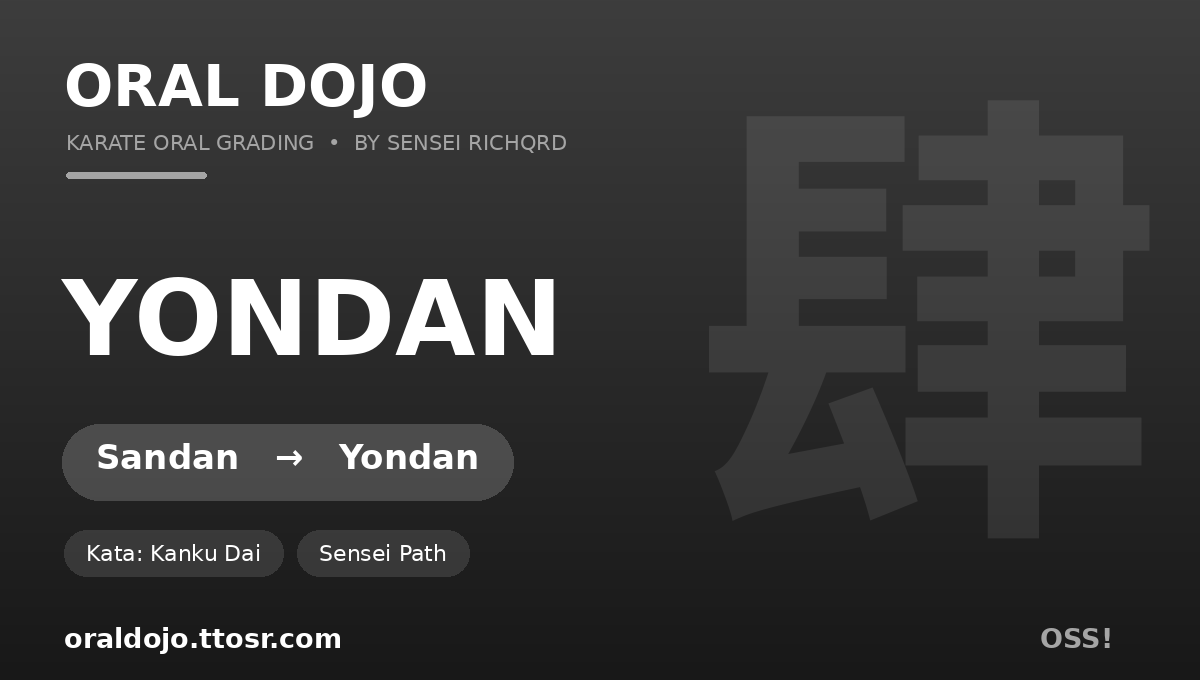 ORAL DOJO
KARATE ORAL GRADING • BY SENSEI RICHQRD
肆
YONDAN
Sandan → Yondan
Kata: Kanku Dai
Sensei Path
oraldojo.ttosr.com
OSS!